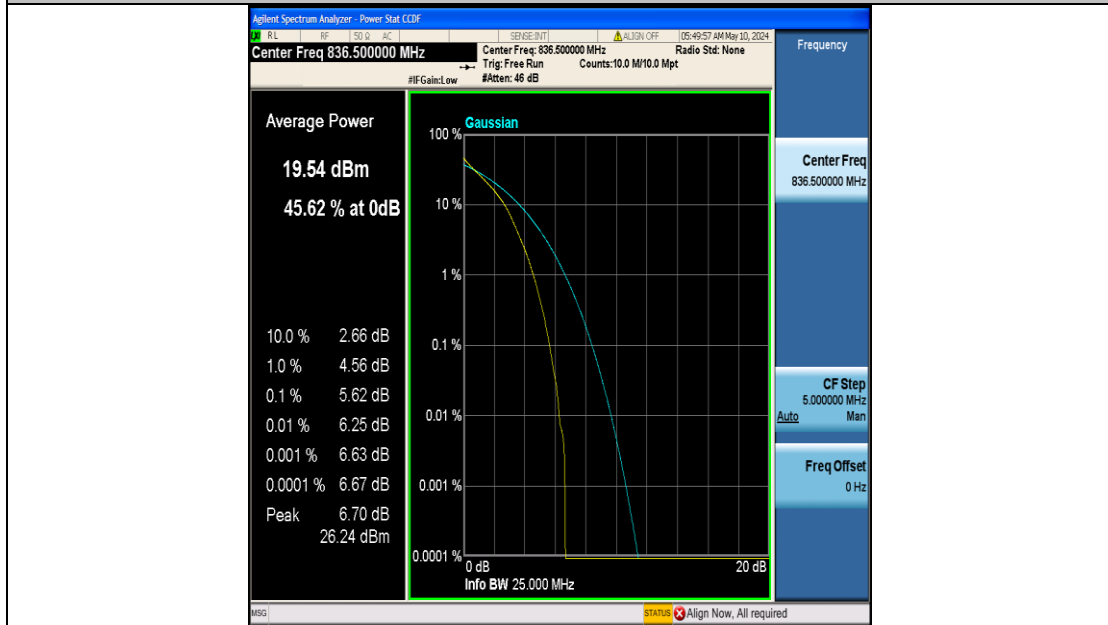 Agilent Spectrum Analyzer - Power Stat CCDF
RL RF 50 Ω AC SENSE:INT ALIGN OFF 05:49:57 AM May 10, 2024
Center Freq 836.500000 MHz
Center Freq: 836.500000 MHz Radio Std: None
Trig: Free Run Counts:10.0 M/10.0 Mpt
#IFGain:Low #Atten: 46 dB
Frequency
Average Power
19.54 dBm
45.62 % at 0dB
10.0 % 2.66 dB
1.0 % 4.56 dB
0.1 % 5.62 dB
0.01 % 6.25 dB
0.001 % 6.63 dB
0.0001 % 6.67 dB
Peak 6.70 dB
26.24 dBm
Gaussian
100 %
10 %
1 %
0.1 %
0.01 %
0.001 %
0.0001 %
0 dB 20 dB
Info BW 25.000 MHz
Center Freq
836.500000 MHz
CF Step
5.000000 MHz
Auto Man
Freq Offset
0 Hz
MSG STATUS Align Now, All required